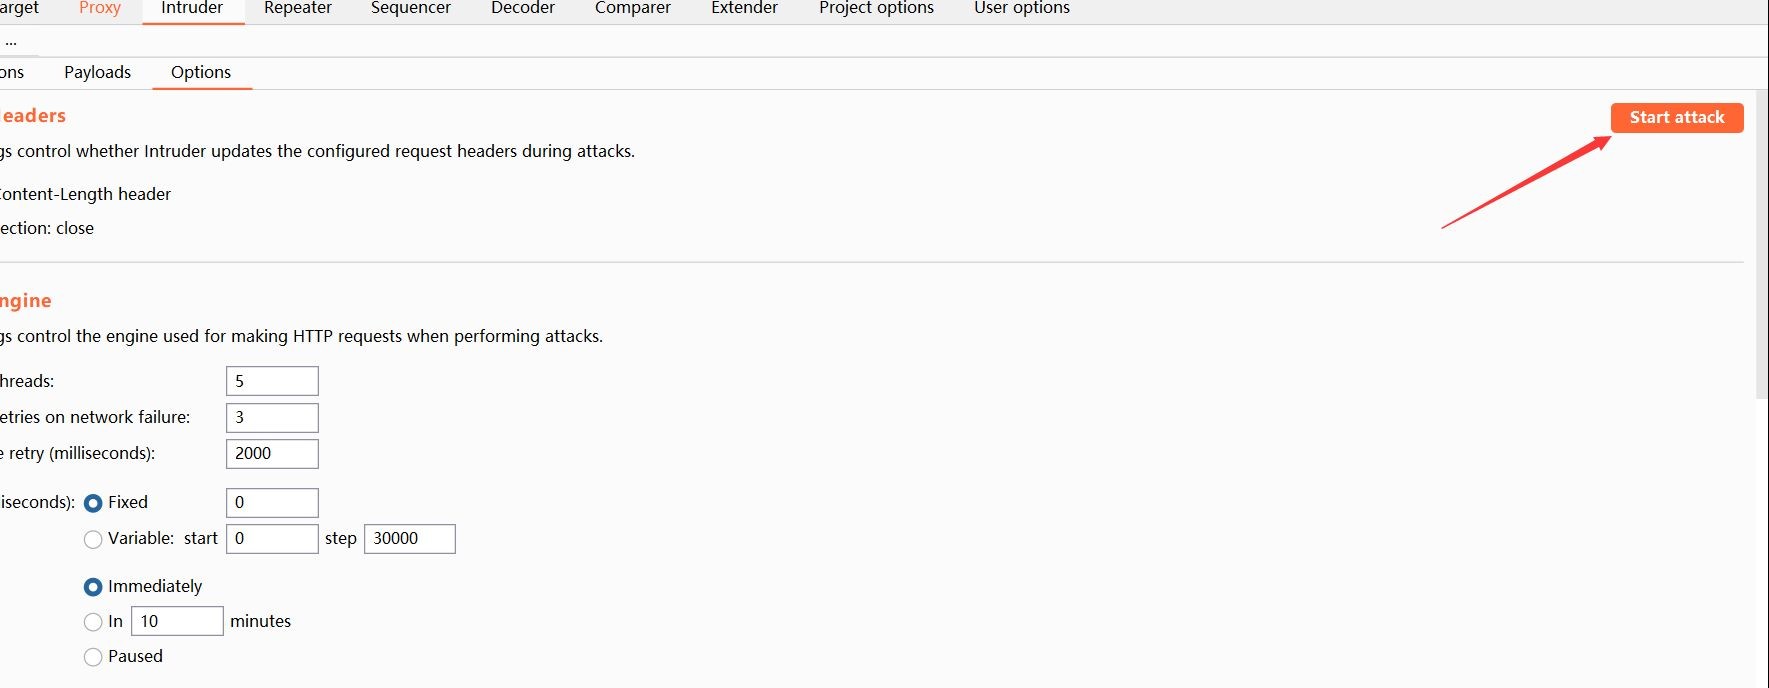 arget Proxy Intruder Repeater Sequencer Decoder Comparer Extender Project options User options
...
ons Payloads Options
eaders
Start attack
gs control whether Intruder updates the configured request headers during attacks.
ontent-Length header
ection: close
ngine
gs control the engine used for making HTTP requests when performing attacks.
hreads: 5
etries on network failure: 3
e retry (milliseconds): 2000
iseconds): Fixed 0
Variable: start 0 step 30000
Immediately
In 10 minutes
Paused